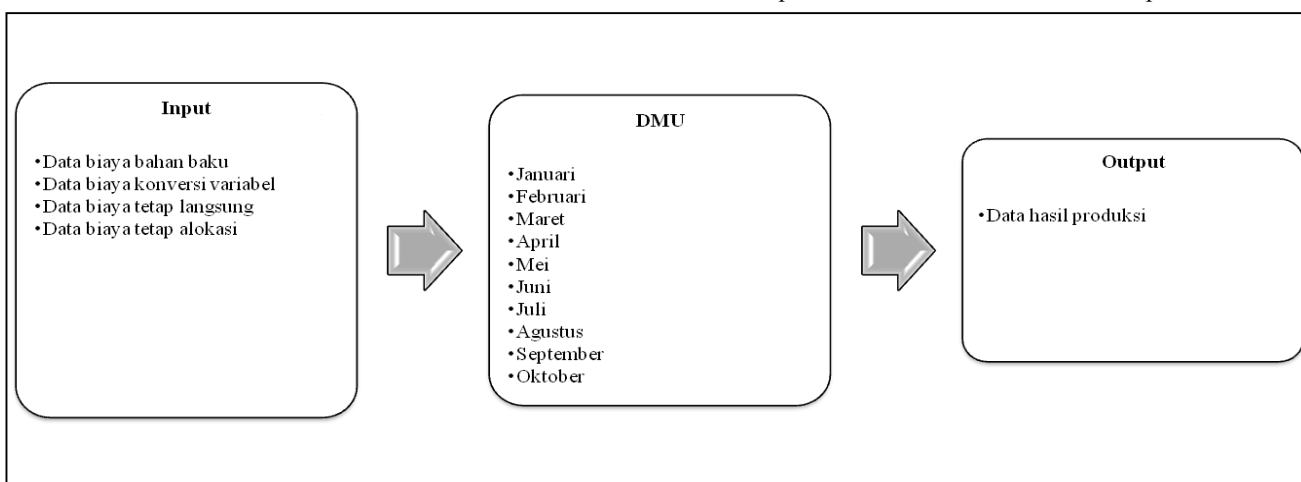 Input
•Data biaya bahan baku
•Data biaya konversi variabel
•Data biaya tetap langsung
•Data biaya tetap alokasi
DMU
•Januari
•Februari
•Maret
•April
•Mei
•Juni
•Juli
•Agustus
•September
•Oktober
Output
•Data hasil produksi